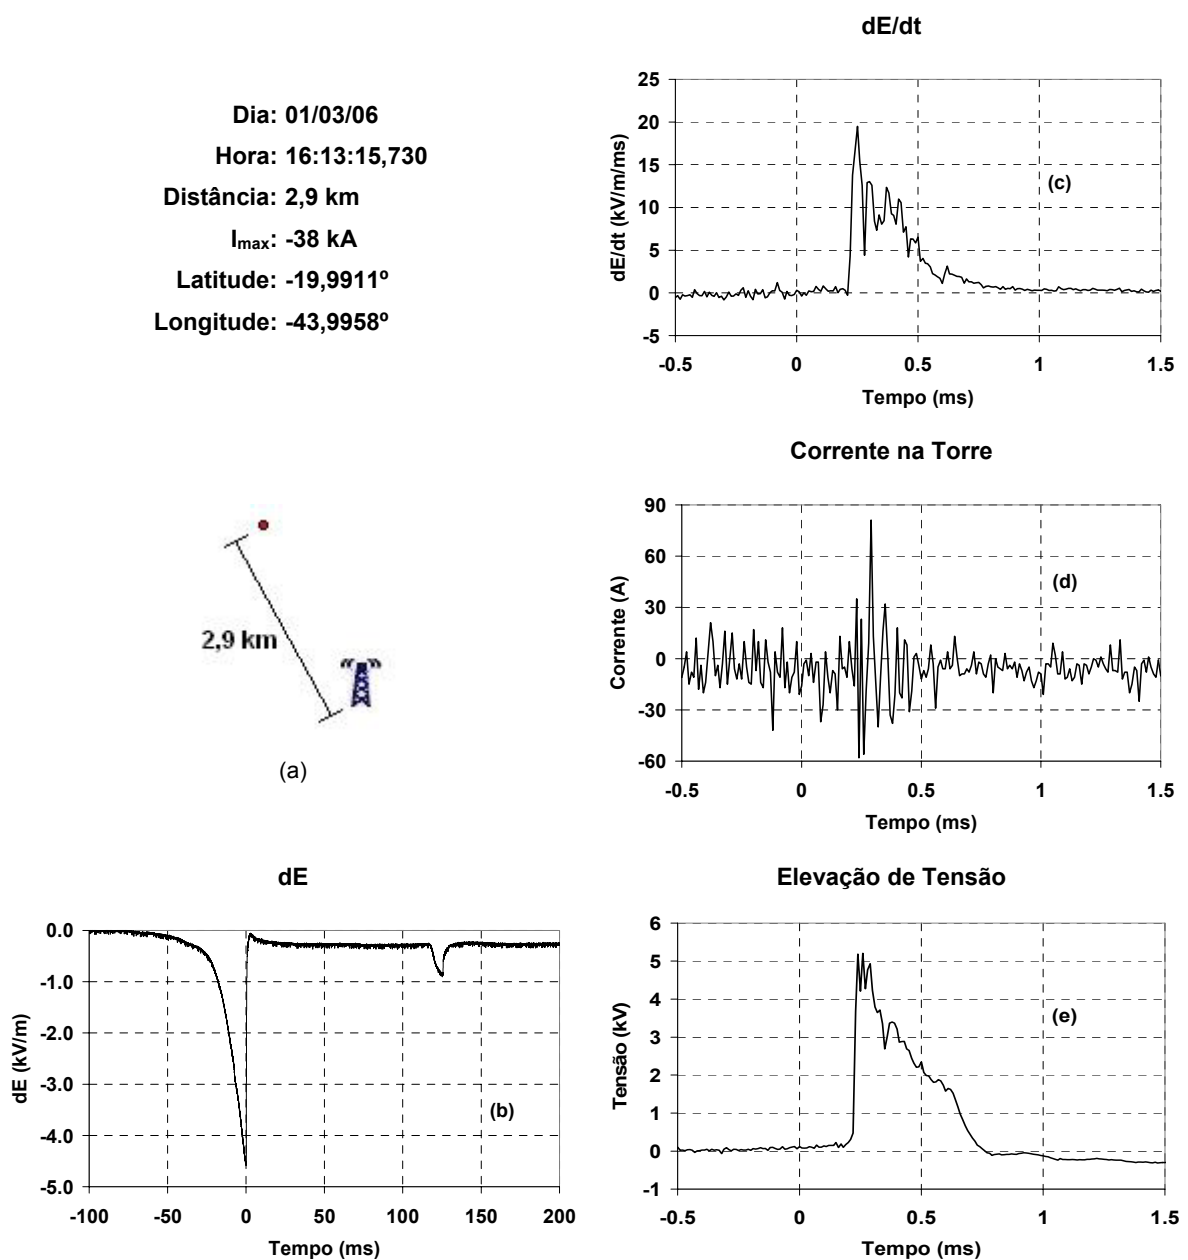 dE/dt
Dia: 01/03/06
Hora: 16:13:15,730
Distância: 2,9 km
Imax: -38 kA
Latitude: -19,9911º
Longitude: -43,9958º
25
20
15
10
5
0
-5
dE/dt (kV/m/ms)
(c)
-0.5 0 0.5 1 1.5
Tempo (ms)
2,9 km
(a)
Corrente na Torre
90
60
30
0
-30
-60
Corrente (A)
(d)
-0.5 0 0.5 1 1.5
Tempo (ms)
dE
0.0
-1.0
-2.0
-3.0
-4.0
-5.0
dE (kV/m)
(b)
-100 -50 0 50 100 150 200
Tempo (ms)
Elevação de Tensão
6
5
4
3
2
1
0
-1
Tensão (kV)
(e)
-0.5 0 0.5 1 1.5
Tempo (ms)